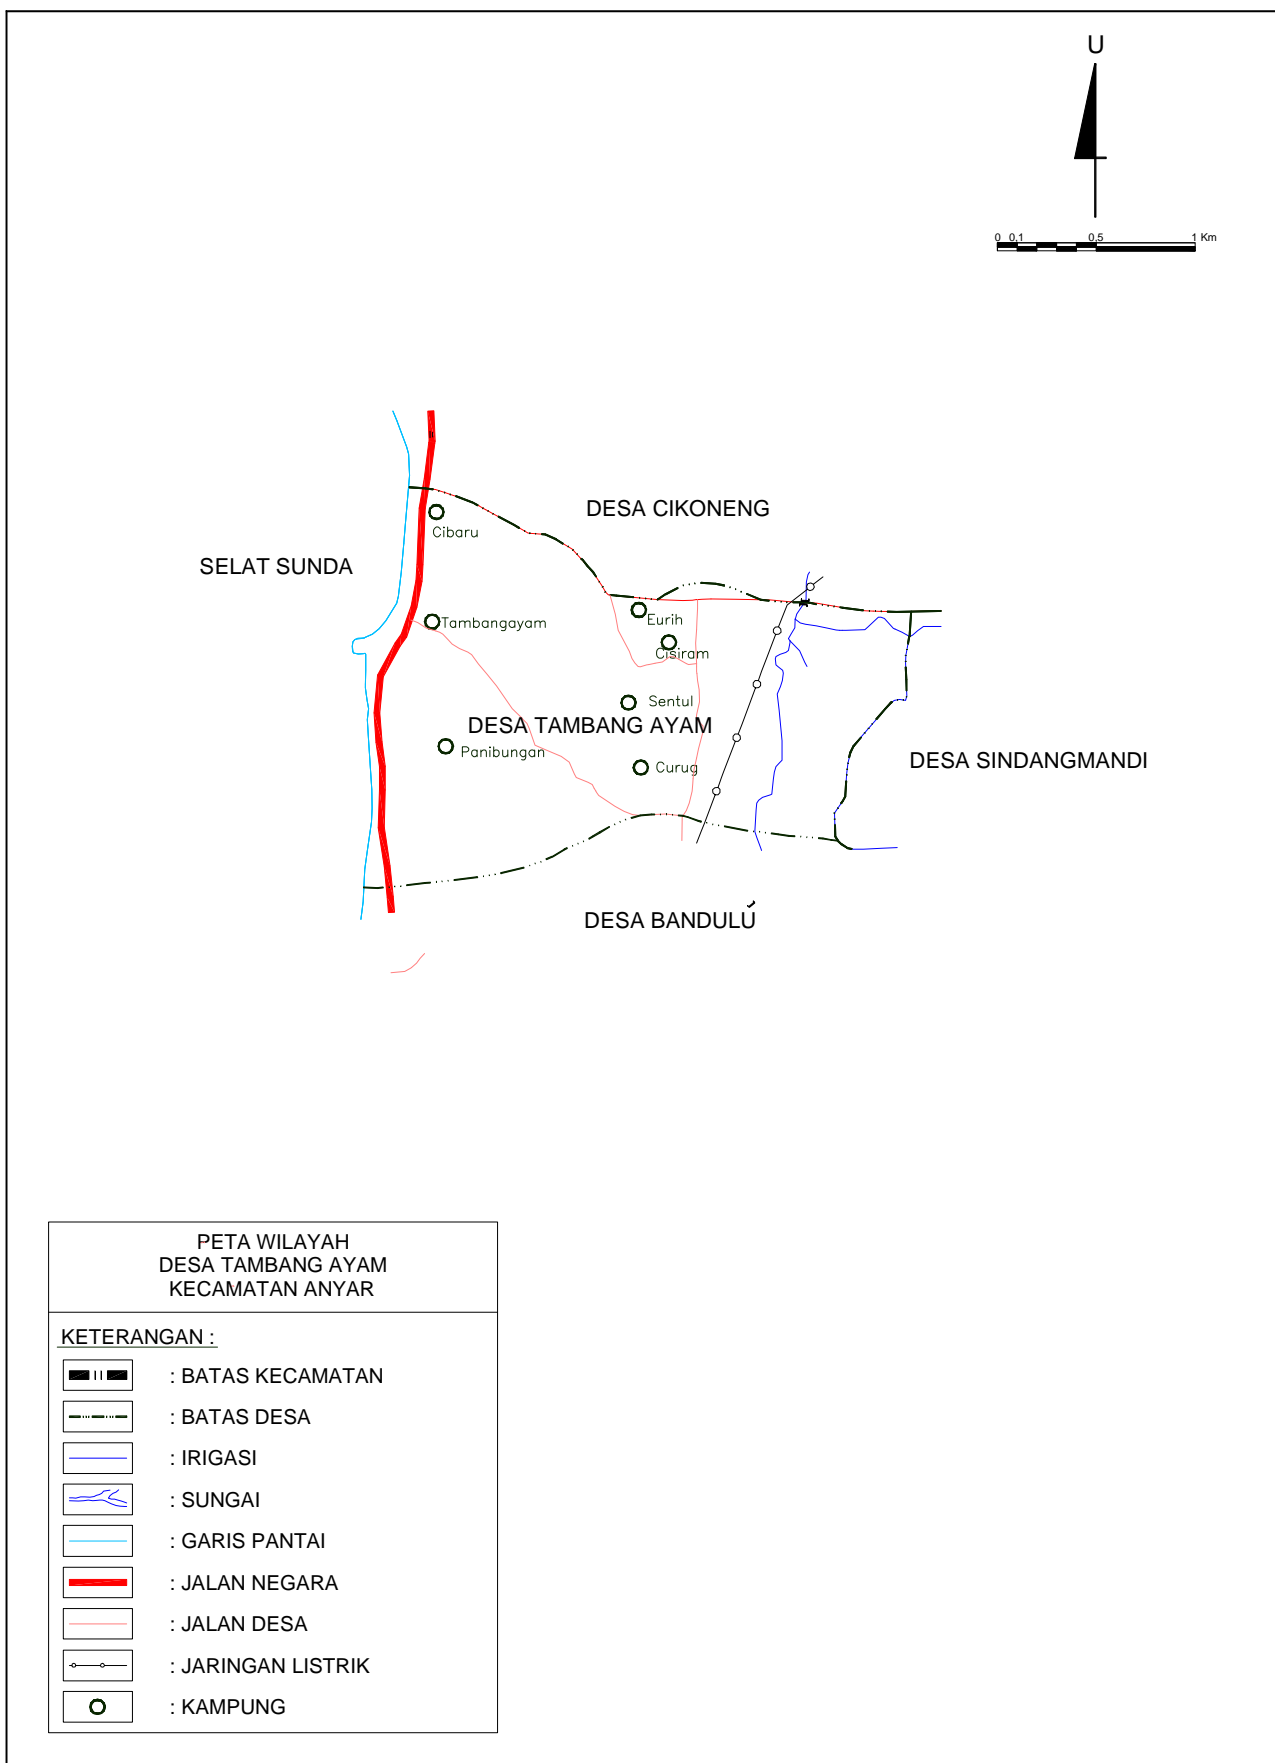 U
0 0,1 0,5 1 Km
DESA CIKONENG
Cibaru
SELAT SUNDA
Eurih
Tambangayam
Cisiram
Sentul
DESA TAMBANG AYAM
Panibungan
DESA SINDANGMANDI
Curug
DESA BANDULU
PETA WILAYAH
DESA TAMBANG AYAM
KECAMATAN ANYAR
KETERANGAN :
: BATAS KECAMATAN
: BATAS DESA
: IRIGASI
: SUNGAI
: GARIS PANTAI
: JALAN NEGARA
: JALAN DESA
: JARINGAN LISTRIK
: KAMPUNG